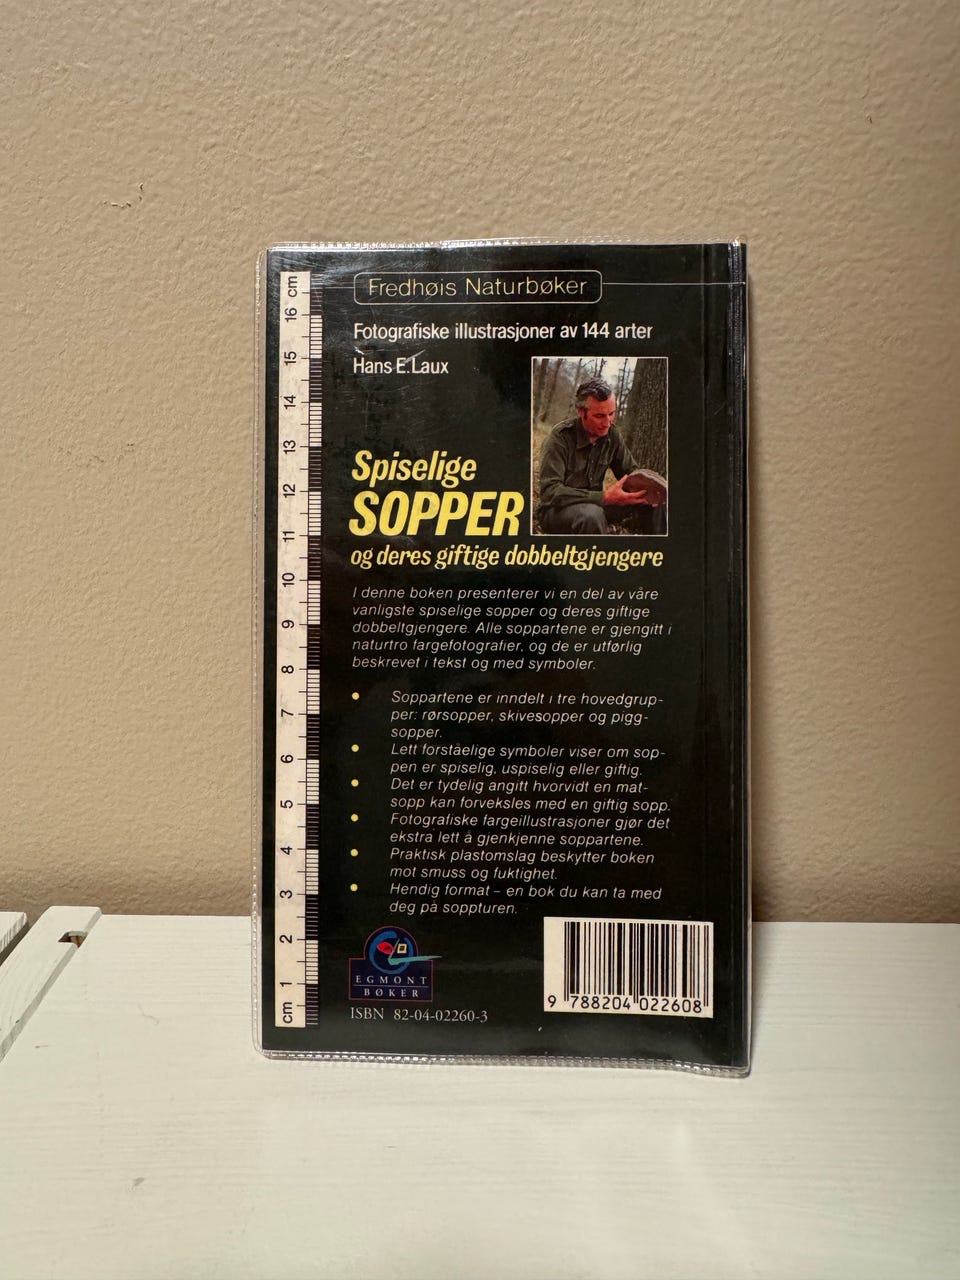 Fredhøis Naturbøker
Fotografiske illustrasjoner av 144 arter
Hans E. Laux
Spiselige
SOPPER
og deres giftige dobbeltgjengere
I denne boken presenterer vi en del av våre
vanligste spiselige sopper og deres giftige
dobbeltgjengere. Alle soppartene er gjengitt i
naturtro fargefotografier, og de er utførlig
beskrevet i tekst og med symboler.
• Soppartene er inndelt i tre hovedgrup-
per: rørsopper, skivesopper og pigg-
sopper.
• Lett forståelige symboler viser om sop-
pen er spiselig, uspiselig eller giftig.
• Det er tydelig angitt hvorvidt en mat-
sopp kan forveksles med en giftig sopp.
• Fotografiske fargeillustrasjoner gjør det
ekstra lett å gjenkjenne soppartene.
• Praktisk plastomslag beskytter boken
mot smuss og fuktighet.
• Hendig format – en bok du kan ta med
deg på soppturen.
EGMONT
BØKER
ISBN 82-04-02260-3
9 788204 022608
cm
16
15
14
13
12
11
10
9
8
7
6
5
4
3
2
1
cm